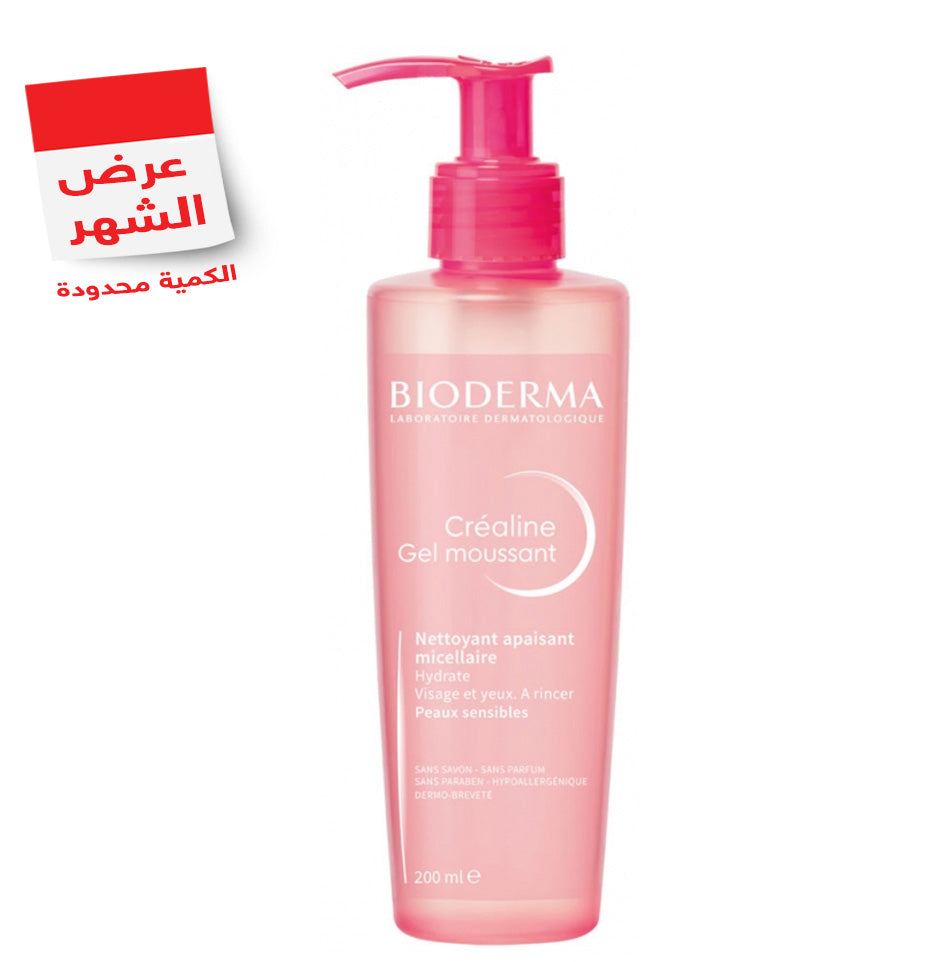 عرض
الشهر
الكمية محدودة
BIODERMA
LABORATOIRE DERMATOLOGIQUE
Créaline
Gel moussant
Nettoyant apaisant
micellaire
Hydrate
Visage et yeux. A rincer
Peaux sensibles
SANS SAVON - SANS PARFUM
SANS PARABEN - HYPOALLERGÉNIQUE
DERMO-BREVETÉ
200 ml ℮